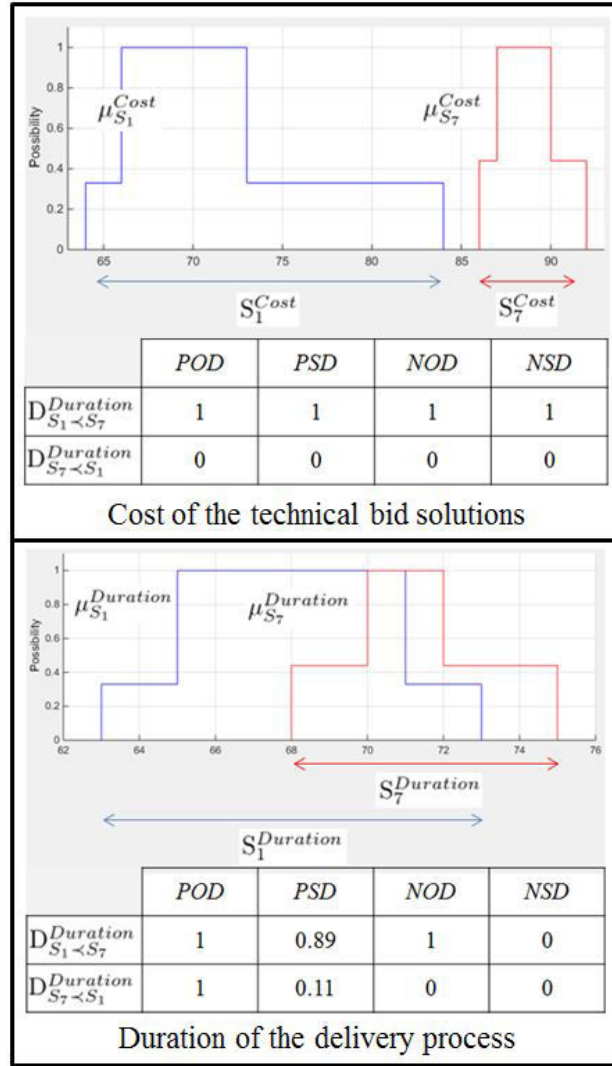 1
0.8
0.6
0.4
0.2
0
Possibility
μ_{S_1}^{Cost}
μ_{S_7}^{Cost}
65 70 75 80 85 90
S_1^{Cost}
S_7^{Cost}
POD PSD NOD NSD
D_{S_1≺S_7}^{Duration} 1 1 1 1
D_{S_7≺S_1}^{Duration} 0 0 0 0
Cost of the technical bid solutions
1
0.8
0.6
0.4
0.2
0
Possibility
μ_{S_1}^{Duration}
μ_{S_7}^{Duration}
62 64 66 68 70 72 74 76
S_7^{Duration}
S_1^{Duration}
POD PSD NOD NSD
D_{S_1≺S_7}^{Duration} 1 0.89 1 0
D_{S_7≺S_1}^{Duration} 1 0.11 0 0
Duration of the delivery process